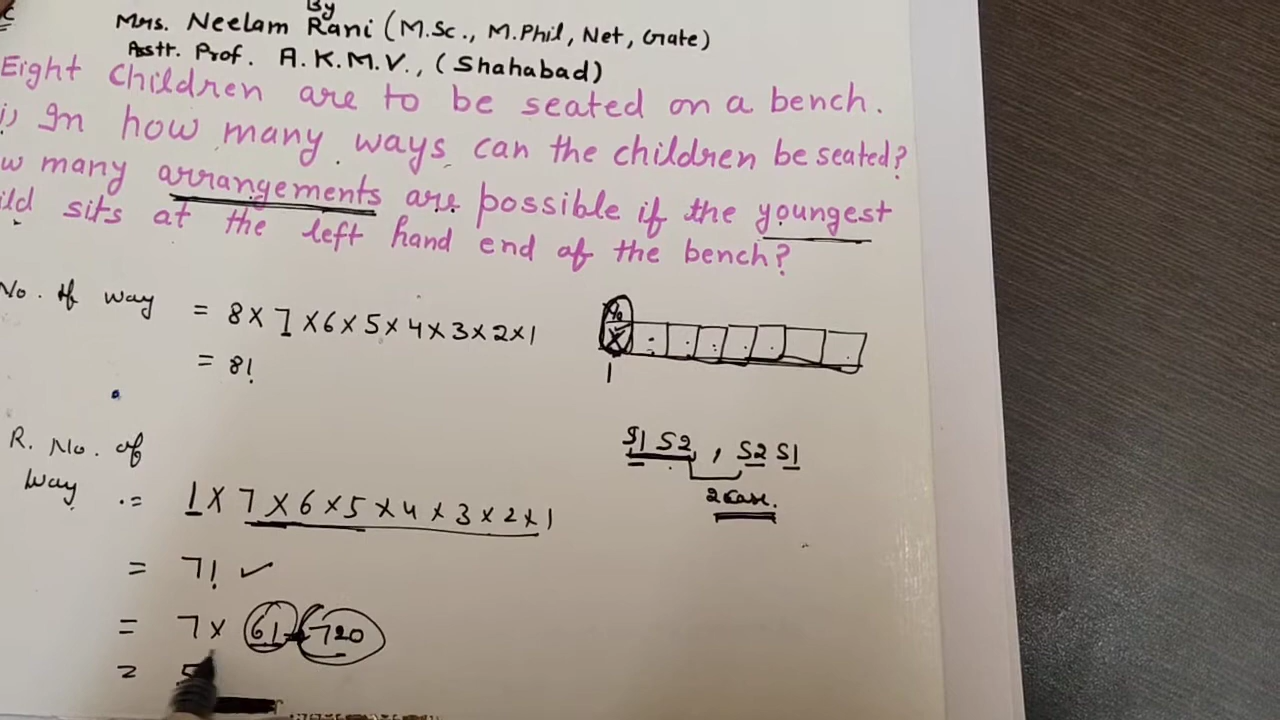 By
Mrs. Neelam Rani (M.Sc., M.Phil, Net, Gate)
Asstt. Prof. A.K.M.V., (Shahabad)
Eight Children are to be seated on a bench.
i) In how many ways can the children be seated?
w many arrangements are possible if the youngest
ild sits at the left hand end of the bench?
No. of way = 8×7×6×5×4×3×2×1
= 8!
1
R. No. of
way = 1×7×6×5×4×3×2×1
S1 S2, S2 S1
2 case.
= 7! ✓
= 7× 6! 720
= 5